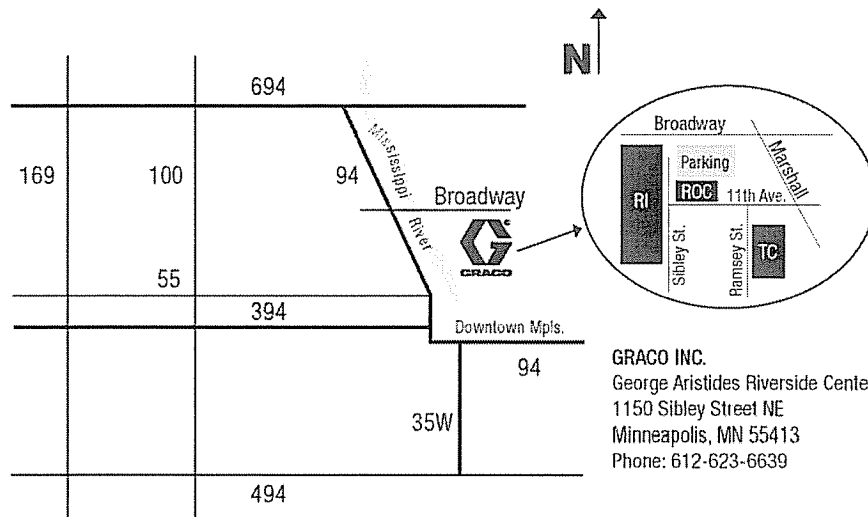 N
694
Mississippi
River
169
100
94
Broadway
GRACO
55
394
Downtown Mpls.
94
35W
494
Broadway
Marshall
Parking
RI
ROC
11th Ave.
Sibley St.
Ramsey St.
TC
GRACO INC.
George Aristides Riverside Cente
1150 Sibley Street NE
Minneapolis, MN 55413
Phone: 612-623-6639